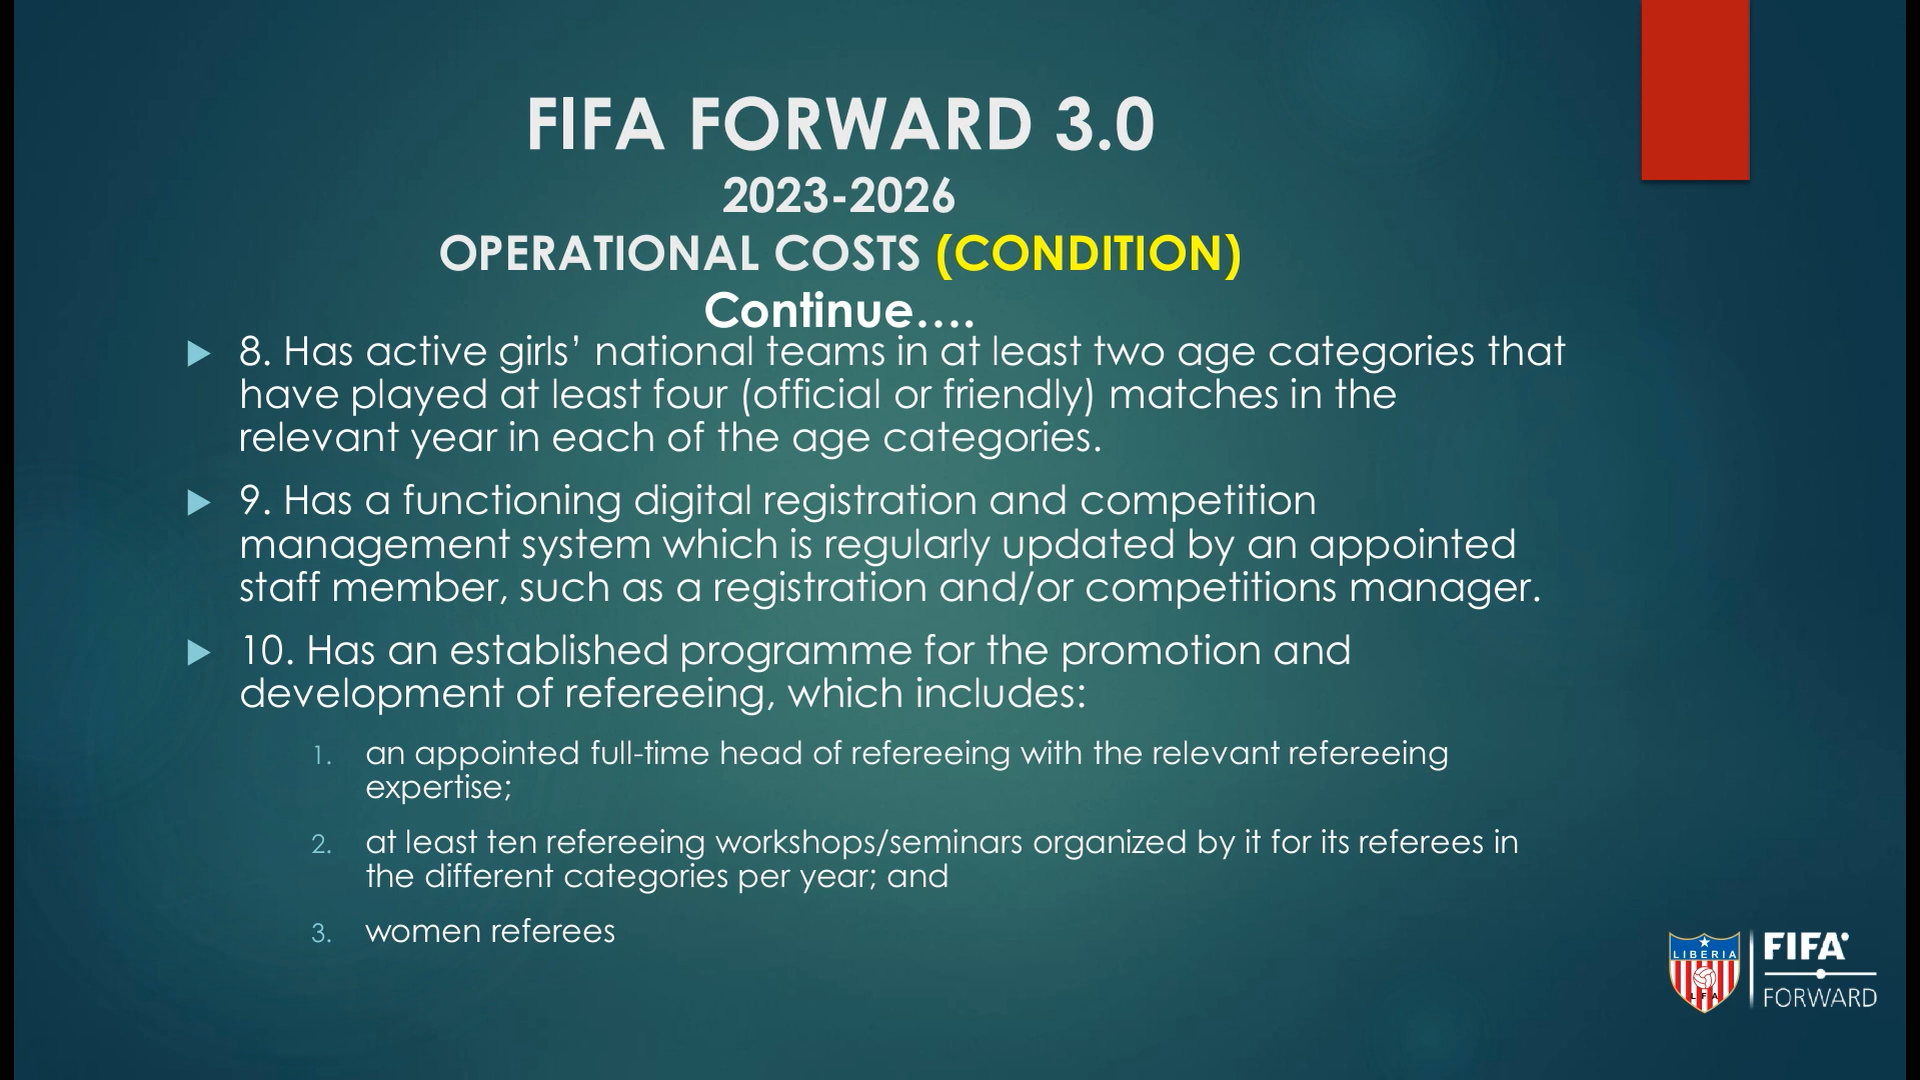 FIFA FORWARD 3.0
2023-2026
OPERATIONAL COSTS (CONDITION)
Continue....
8. Has active girls’ national teams in at least two age categories that
have played at least four (official or friendly) matches in the
relevant year in each of the age categories.
9. Has a functioning digital registration and competition
management system which is regularly updated by an appointed
staff member, such as a registration and/or competitions manager.
10. Has an established programme for the promotion and
development of refereeing, which includes:
1. an appointed full-time head of refereeing with the relevant refereeing
expertise;
2. at least ten refereeing workshops/seminars organized by it for its referees in
the different categories per year; and
3. women referees
LIBERIA
LFA
FIFA
FORWARD